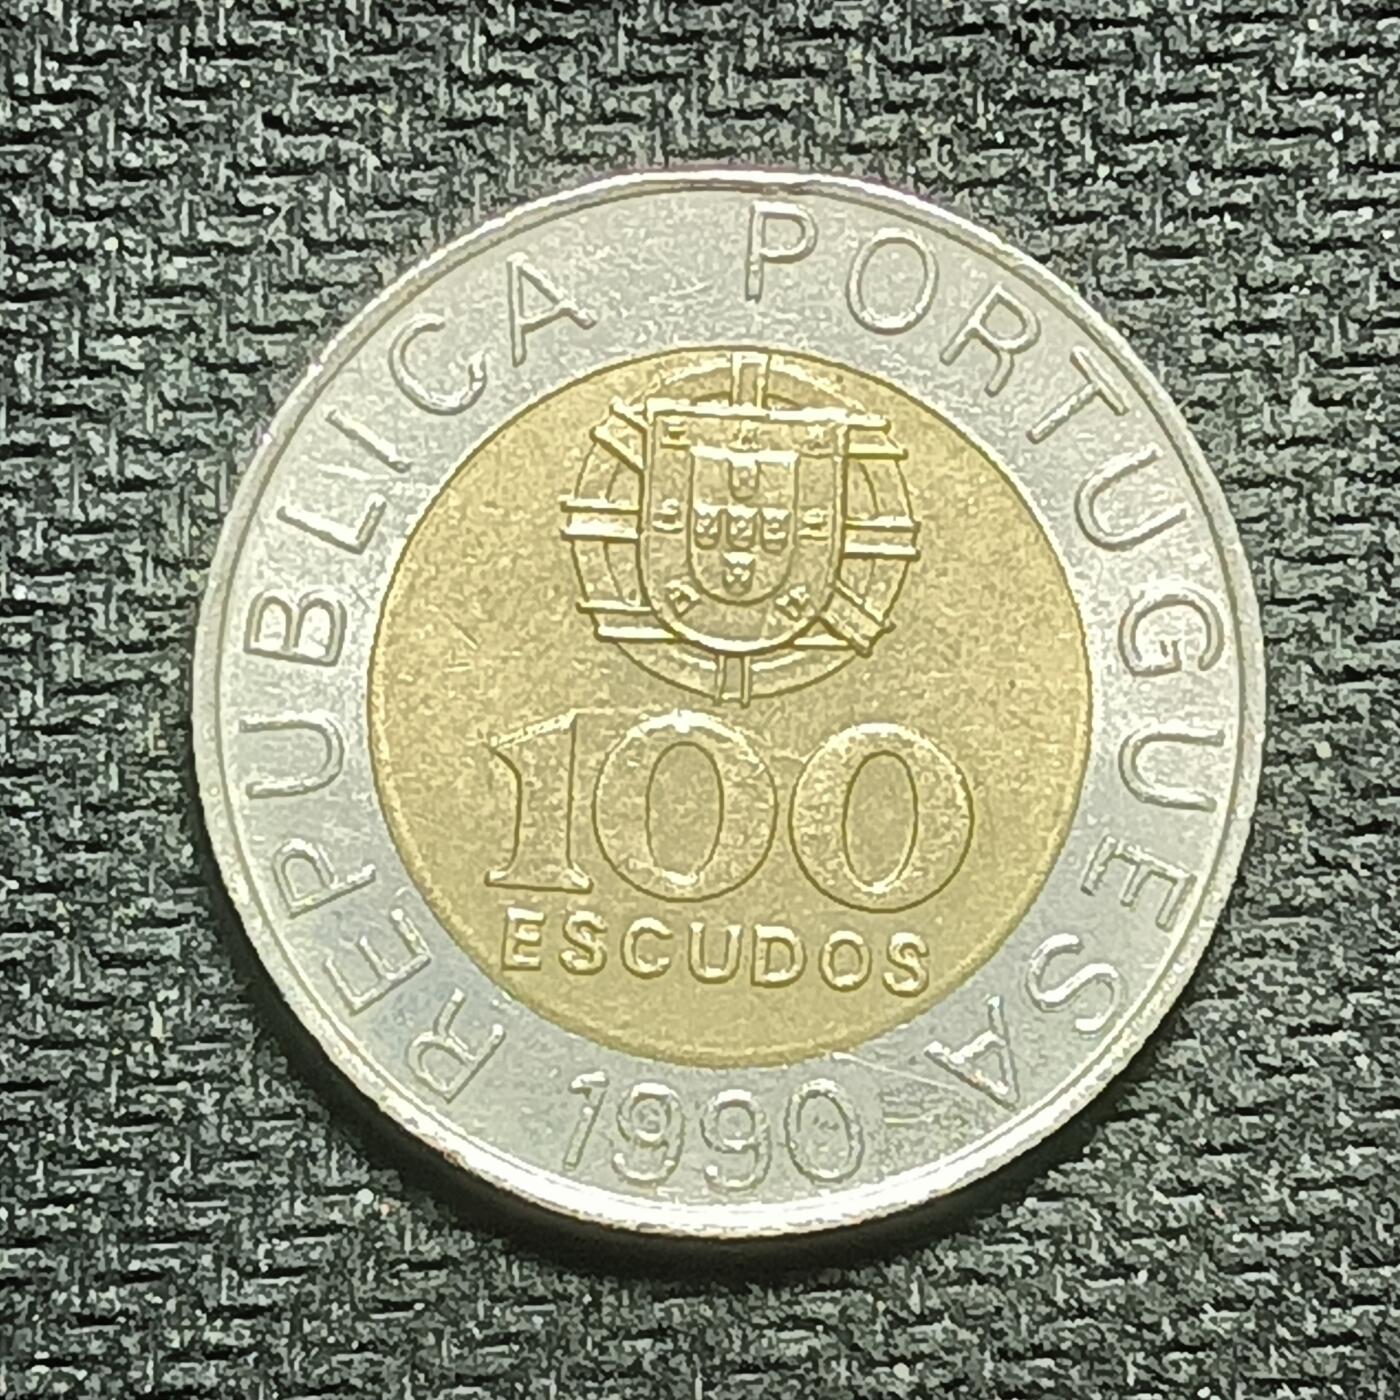 REPUBLICA PORTUGUESA
100
ESCUDOS
1990